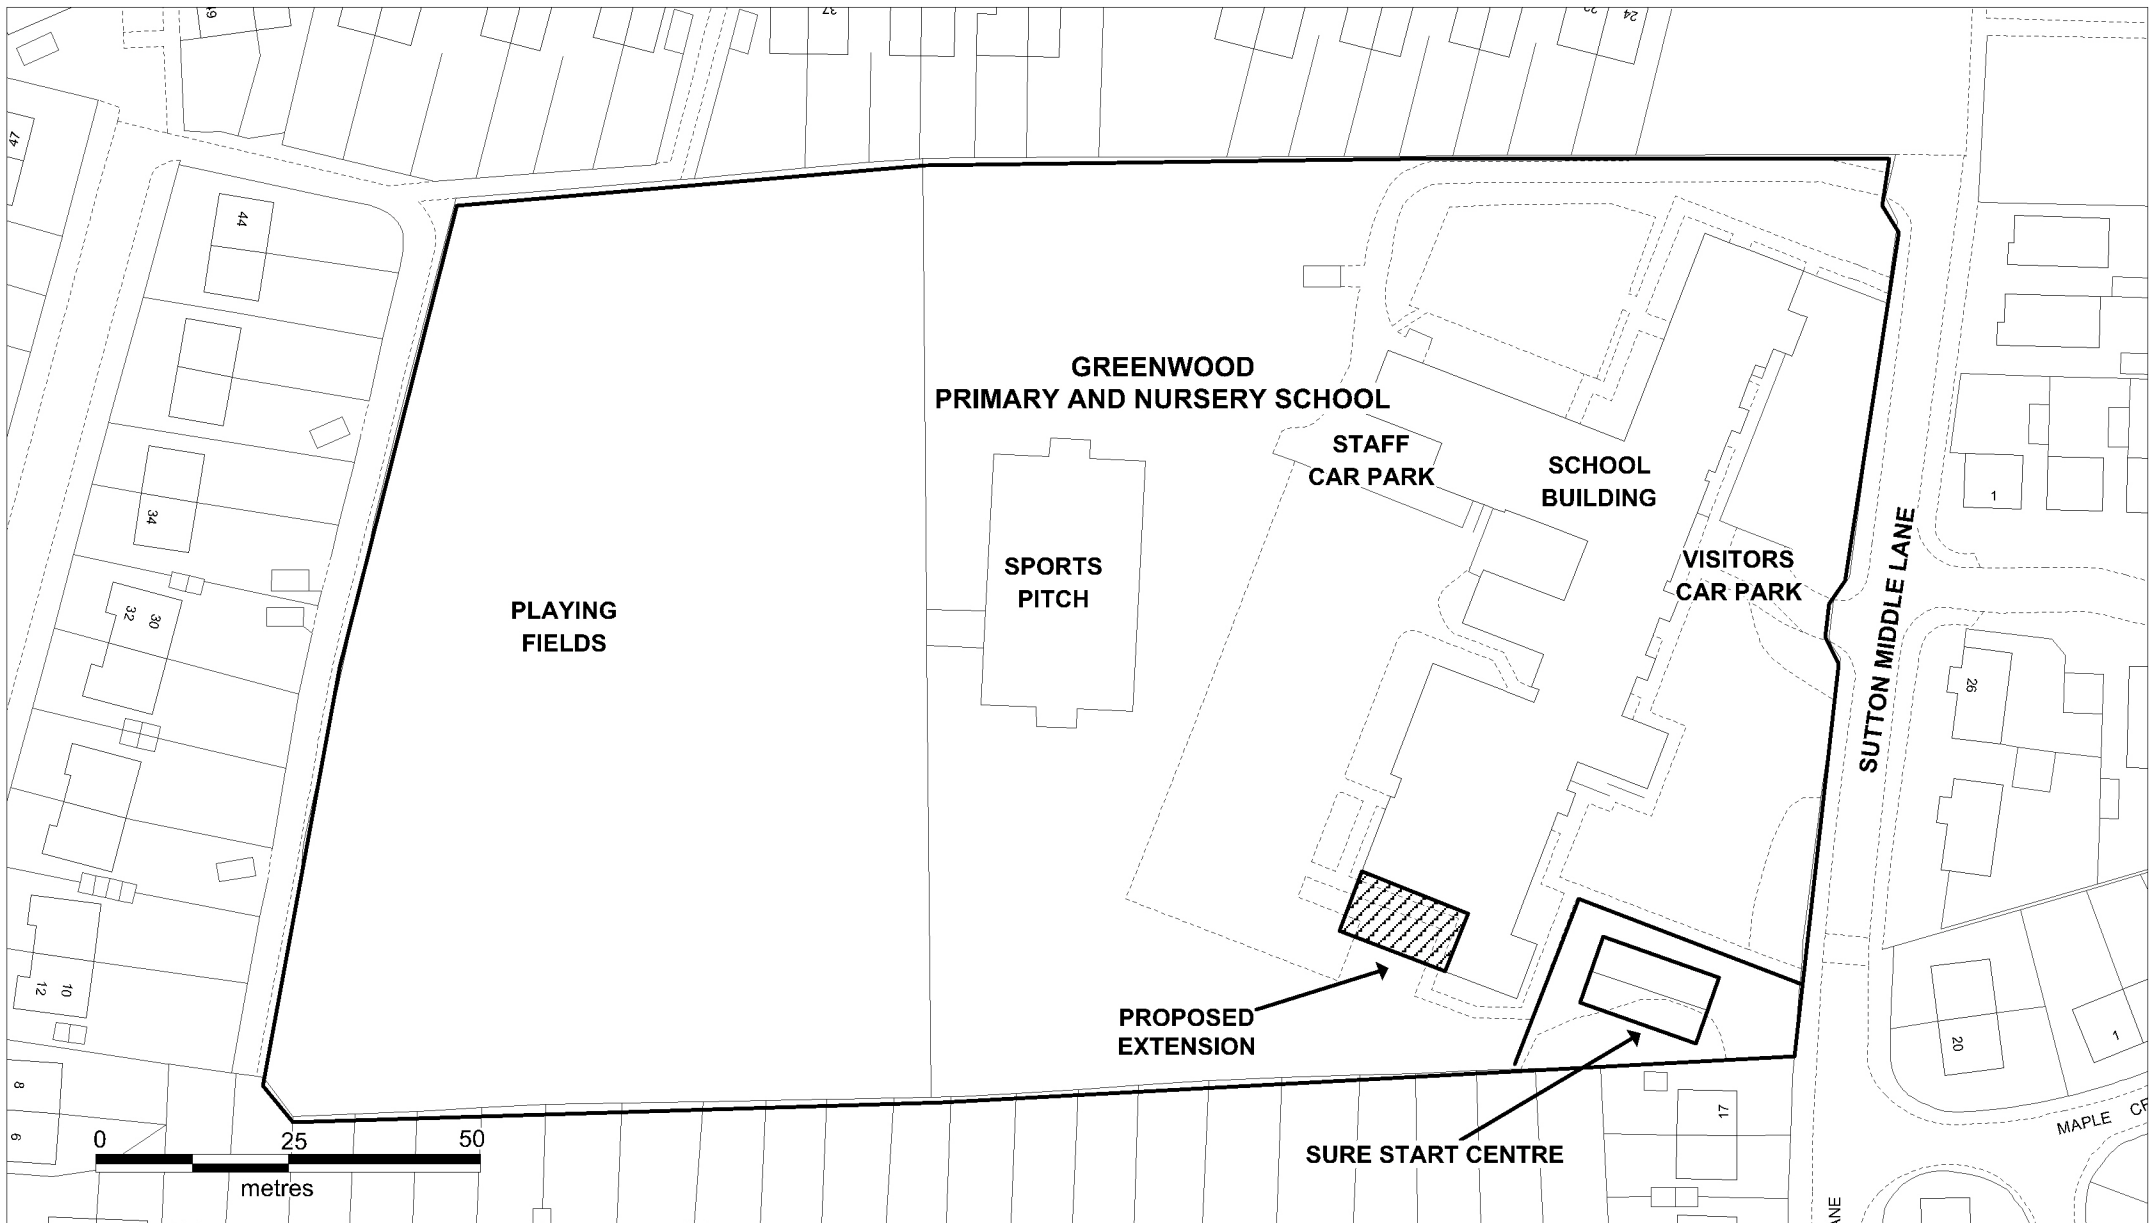 47
44
34
32
30
12
10
8
GREENWOOD
PRIMARY AND NURSERY SCHOOL
STAFF
CAR PARK
SCHOOL
BUILDING
VISITORS
CAR PARK
SPORTS
PITCH
PLAYING
FIELDS
SUTTON MIDDLE LANE
1
26
20
1
PROPOSED
EXTENSION
SURE START CENTRE
17
MAPLE
0 25 50
metres